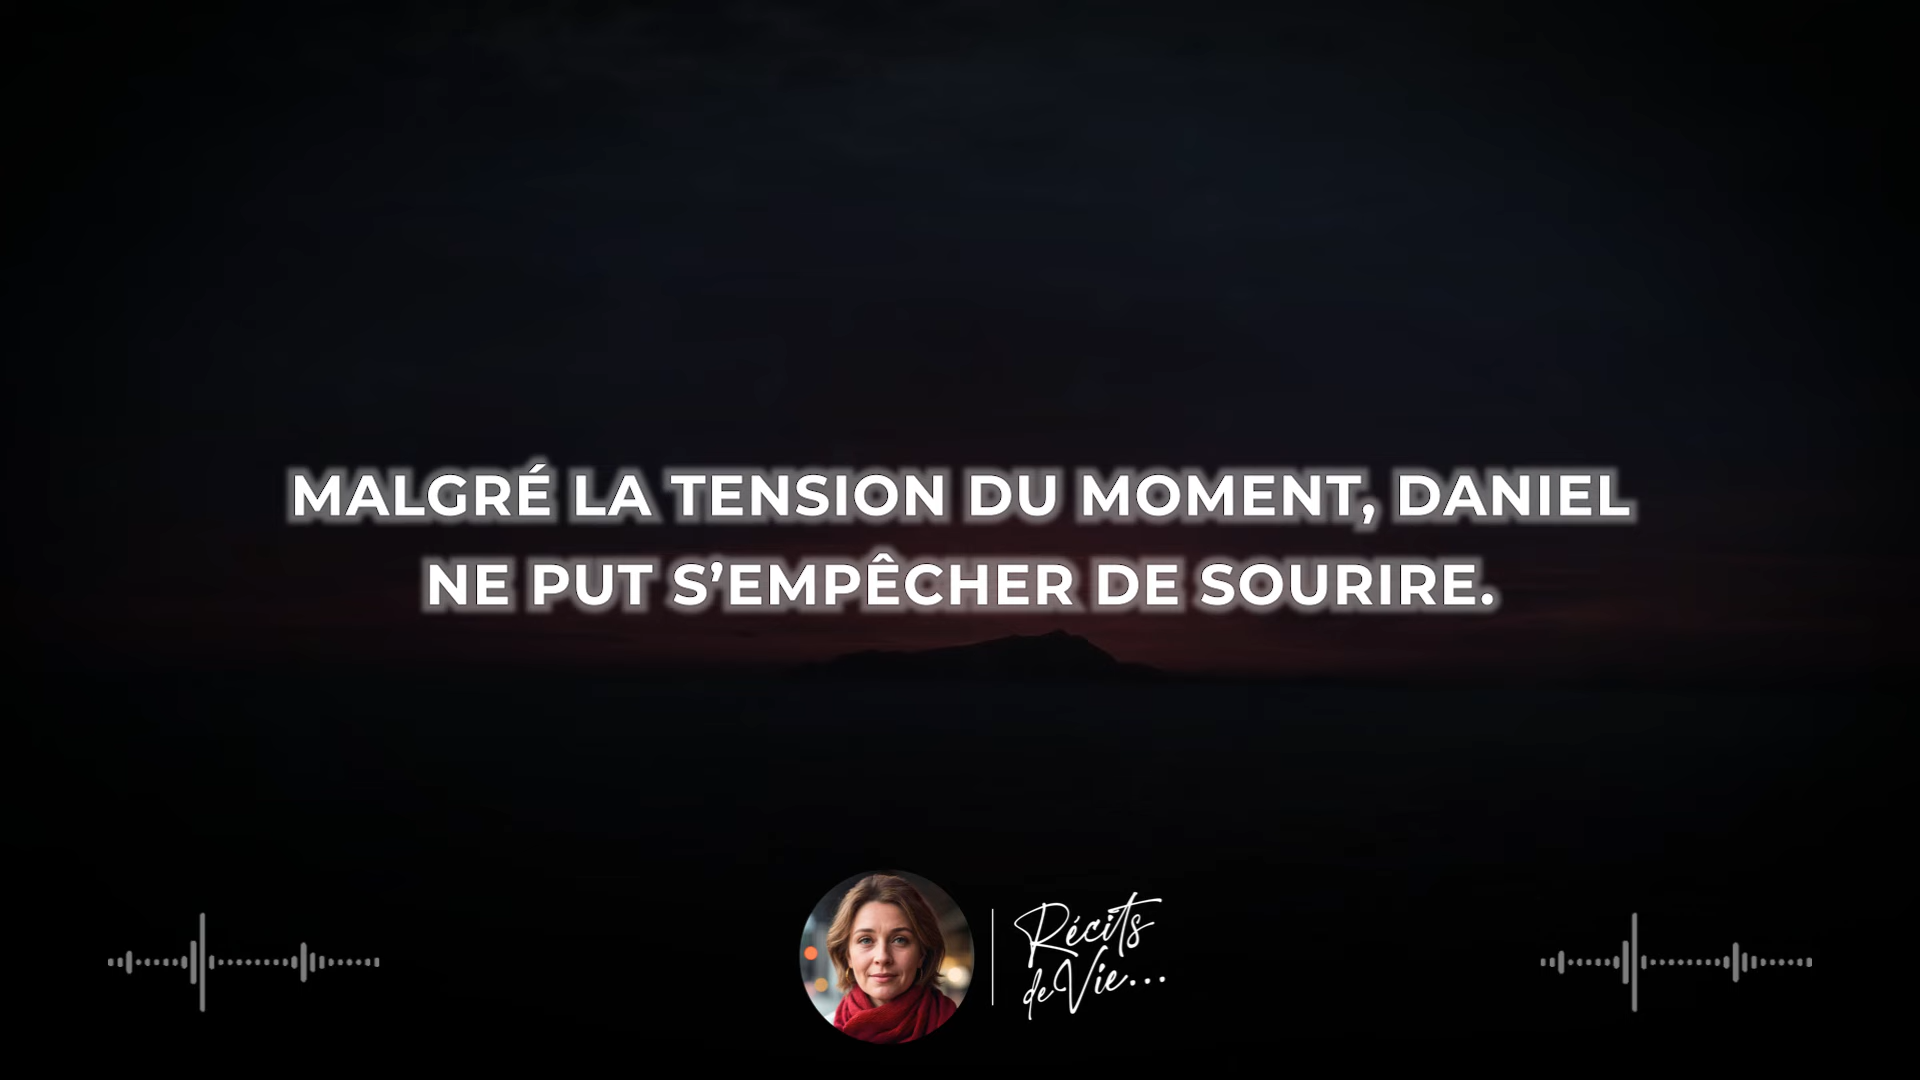 MALGRÉ LA TENSION DU MOMENT, DANIEL
NE PUT S’EMPÊCHER DE SOURIRE.
Récits
de Vie...